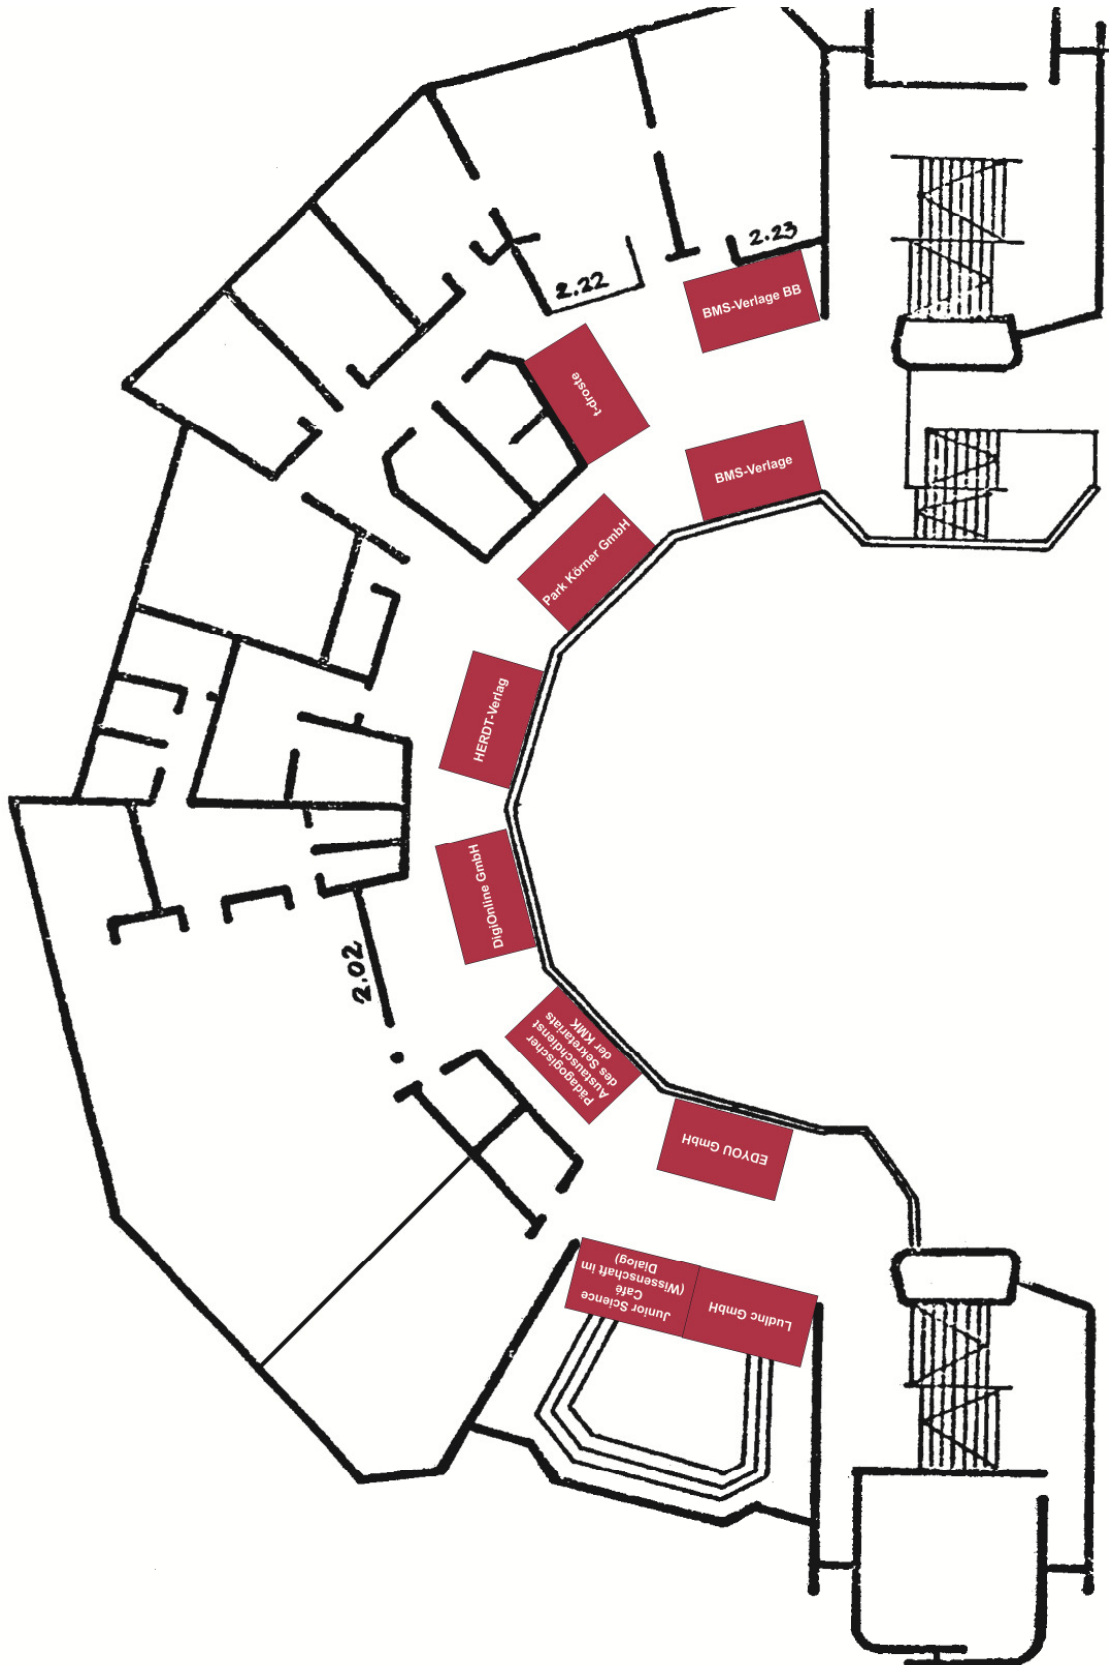 2.23
2.22
BMS-Verlage BB
t-droste
BMS-Verlage
Park Körner GmbH
HERDT-Verlag
DigiOnline GmbH
2.02
Pädagogischer
Austauschdienst
des Sekretariats
der KMK
EDYOU GmbH
Junior Science
Café
(Wissenschaft im
Dialog)
LudInc GmbH